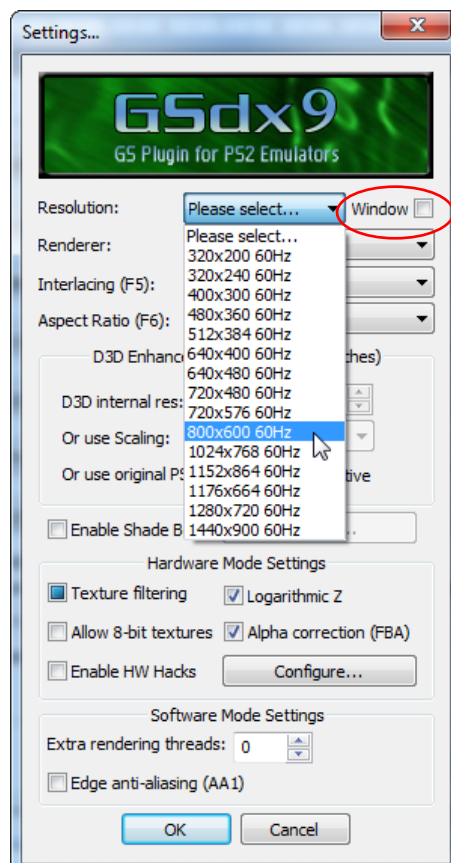 Settings...
GSdx9
GS Plugin for PS2 Emulators
Resolution: Please select... Window
Please select...
Renderer:
320x200 60Hz
320x240 60Hz
Interlacing (F5):
400x300 60Hz
480x360 60Hz
Aspect Ratio (F6):
512x384 60Hz
640x400 60Hz
D3D Enhanc ches)
640x480 60Hz
720x480 60Hz
D3D internal res:
720x576 60Hz
Or use Scaling: 800x600 60Hz
1024x768 60Hz
Or use original PS 1152x864 60Hz tive
1176x664 60Hz
1280x720 60Hz
Enable Shade B 1440x900 60Hz ..
Hardware Mode Settings
Texture filtering Logarithmic Z
Allow 8-bit textures Alpha correction (FBA)
Enable HW Hacks Configure...
Software Mode Settings
Extra rendering threads: 0
Edge anti-aliasing (AA1)
OK Cancel